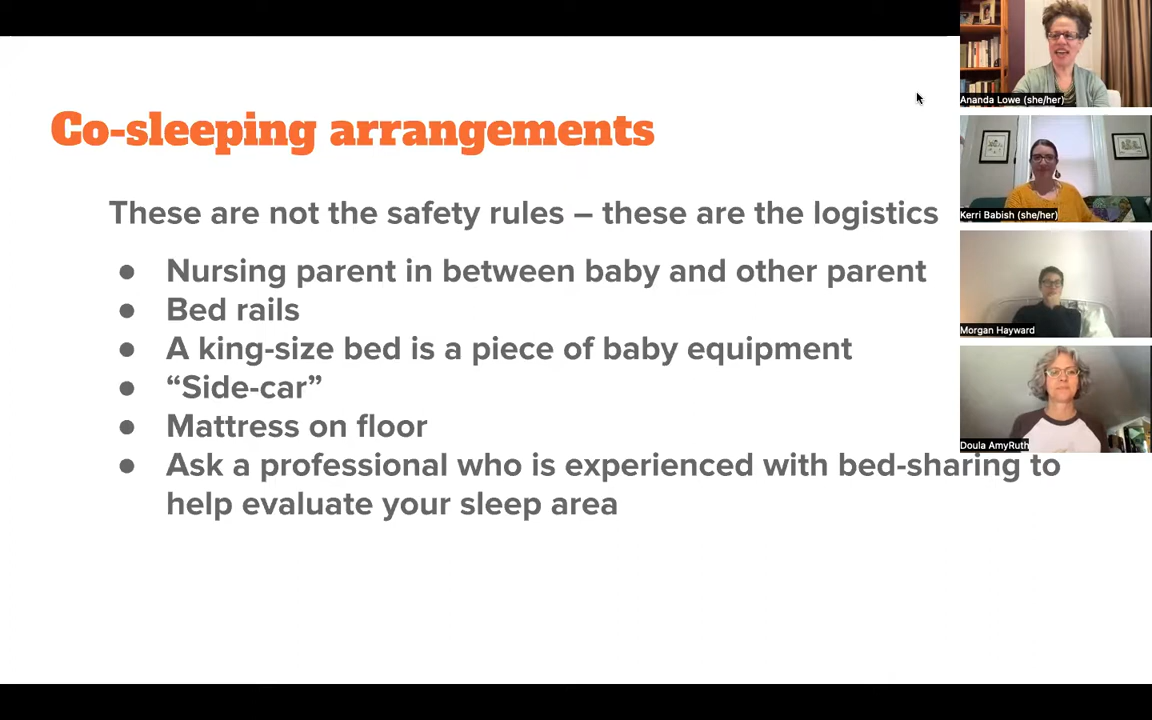 Co-sleeping arrangements
These are not the safety rules – these are the logistics
● Nursing parent in between baby and other parent
● Bed rails
● A king-size bed is a piece of baby equipment
● “Side-car”
● Mattress on floor
● Ask a professional who is experienced with bed-sharing to
help evaluate your sleep area
Ananda Lowe (she/her)
Kerri Babish (she/her)
Morgan Hayward
Doula AmyRuth